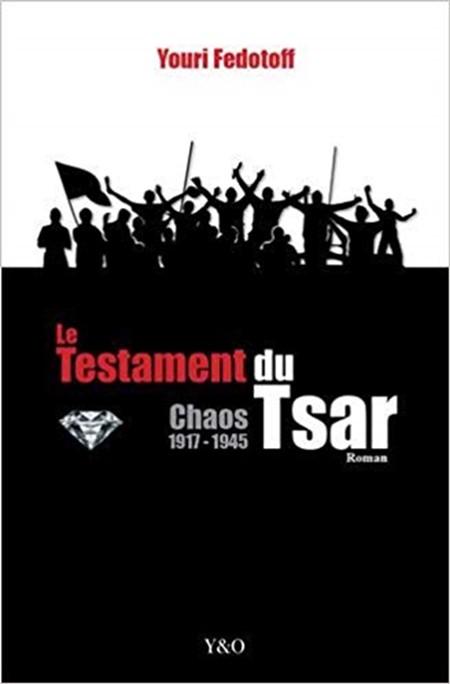 Youri Fedotoff
Le
Testament du
Chaos Tsar
1917 - 1945
Roman
Y&O